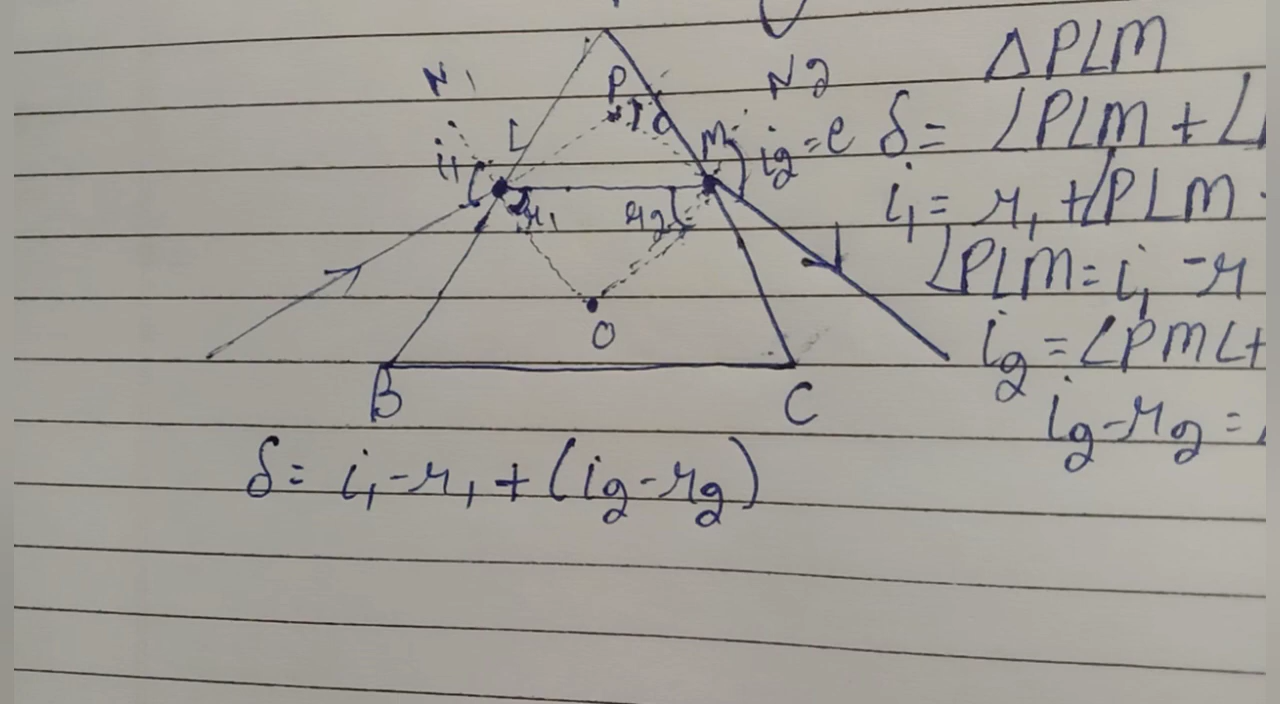 N1 P N2 ΔPLM
i1 L δ M i2=e δ= ∠PLM + ∠
r1 r2 i1= r1 + ∠PLM
∠PLM= i1 -r
O i2 = ∠PML+
B C i2-r2 =
δ= i1-r1 + (i2-r2)